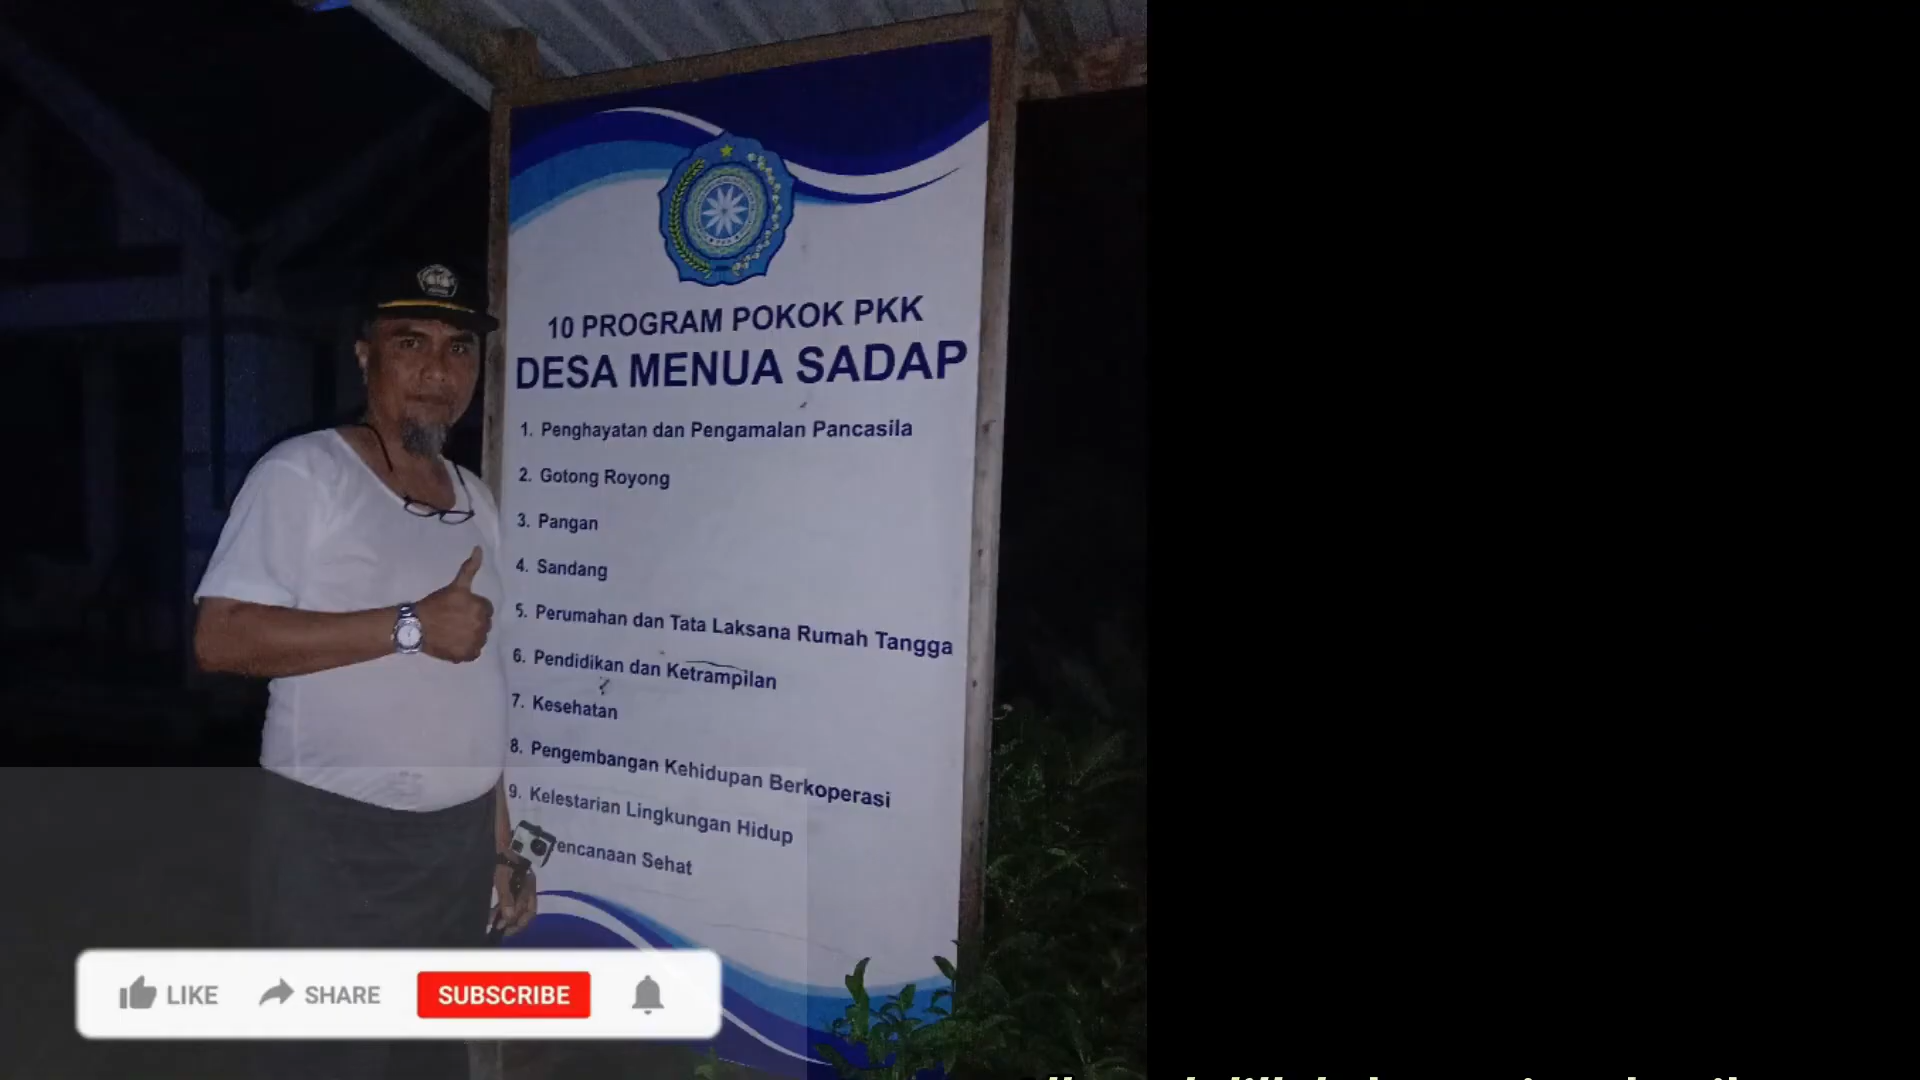 10 PROGRAM POKOK PKK
DESA MENUA SADAP
1. Penghayatan dan Pengamalan Pancasila
2. Gotong Royong
3. Pangan
4. Sandang
5. Perumahan dan Tata Laksana Rumah Tangga
6. Pendidikan dan Ketrampilan
7. Kesehatan
8. Pengembangan Kehidupan Berkoperasi
9. Kelestarian Lingkungan Hidup
Sehat
LIKE SHARE SUBSCRIBE